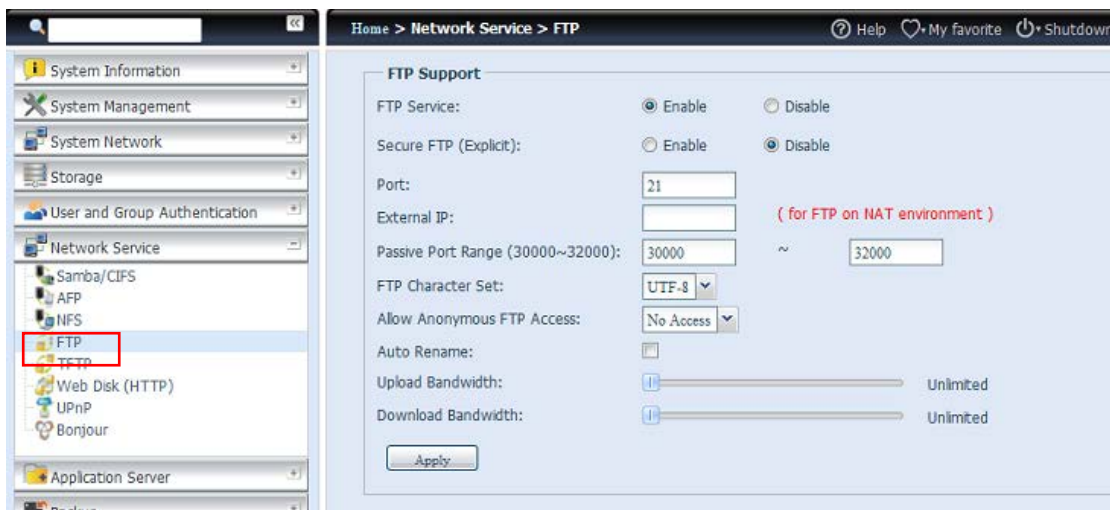 Home > Network Service > FTP
Help My favorite Shutdown
System Information
System Management
System Network
Storage
User and Group Authentication
Network Service
Samba/CIFS
AFP
NFS
FTP
TFTP
Web Disk (HTTP)
UPnP
Bonjour
Application Server
FTP Support
FTP Service: Enable Disable
Secure FTP (Explicit): Enable Disable
Port: 21
External IP: ( for FTP on NAT environment )
Passive Port Range (30000~32000): 30000 ~ 32000
FTP Character Set: UTF-8
Allow Anonymous FTP Access: No Access
Auto Rename:
Upload Bandwidth: Unlimited
Download Bandwidth: Unlimited
Apply